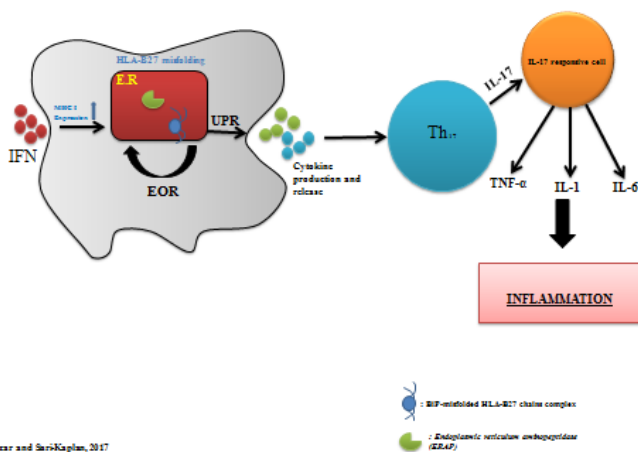 HLA-B27 misfolding
E.R
MHC I
Expression
IFN
UPR
EOR
Cytokine
production and
release
Th17
IL-17
IL-17 responsive cell
TNF-α
IL-1
IL-6
INFLAMMATION
: BiP-misfolded HLA-B27 chains complex
: Endoplasmic reticulum aminopeptidase
(ERAP)
and Sari-Kaplan, 2017